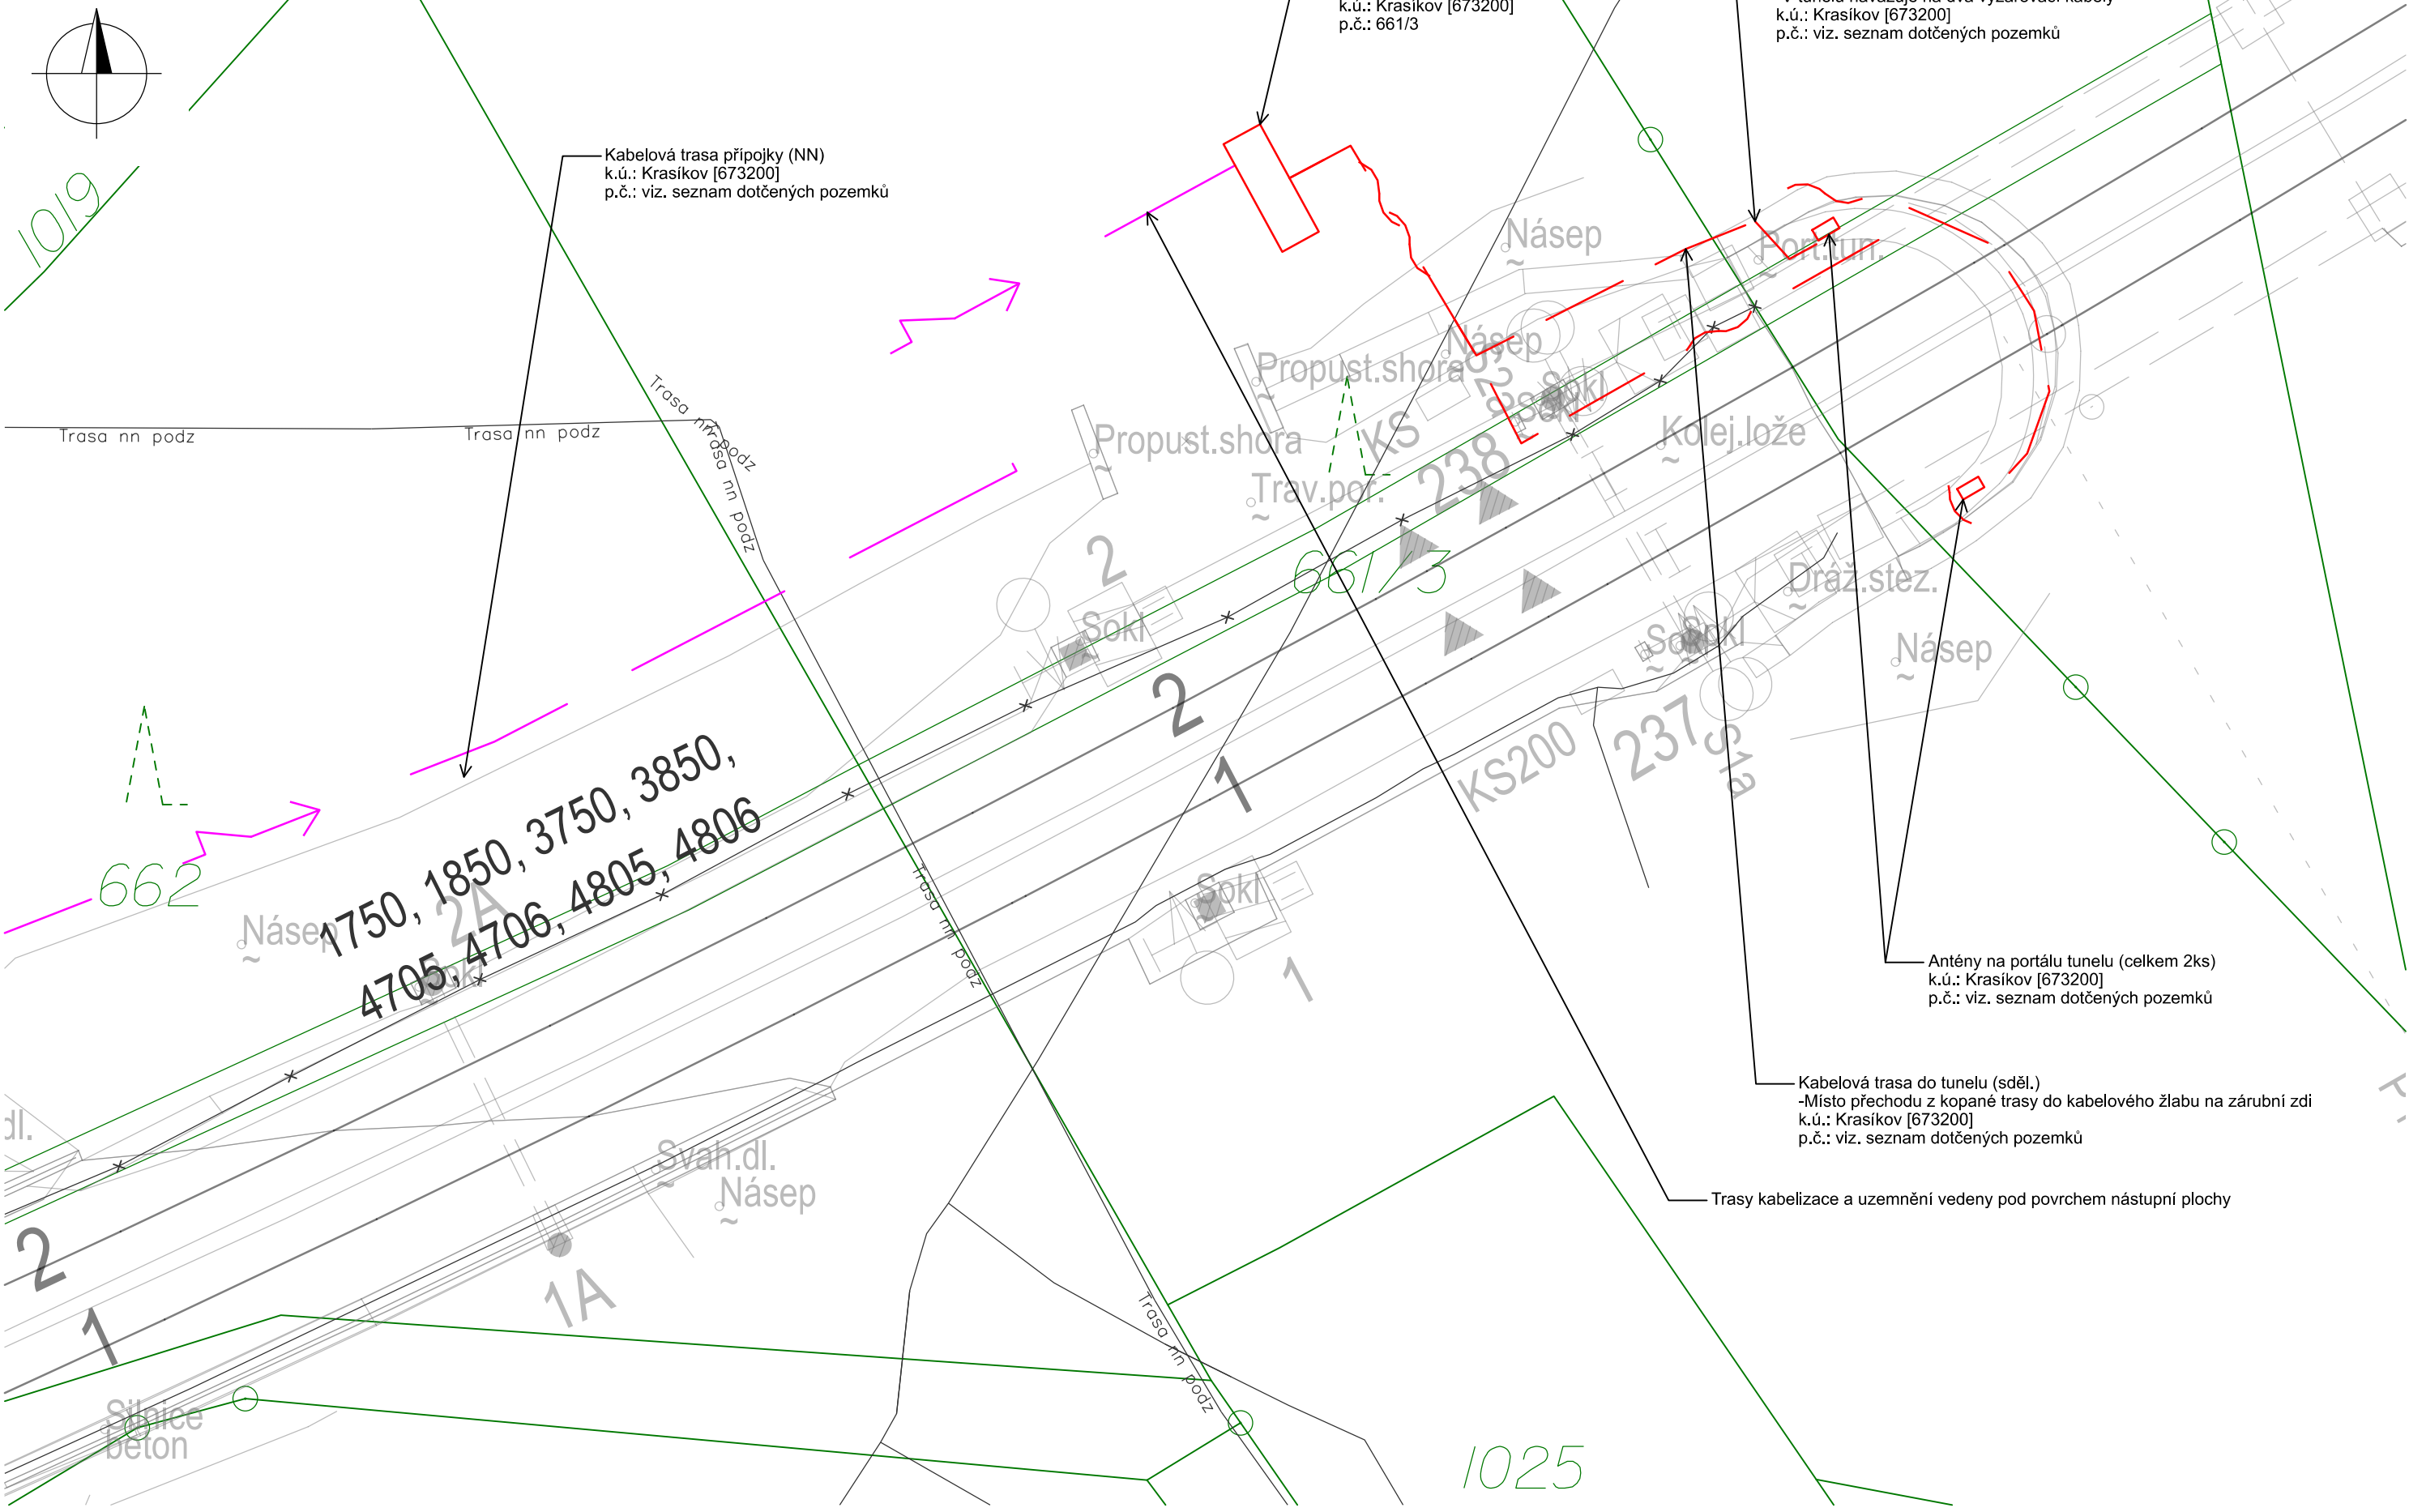 k.ú.: Krasíkov [673200]
p.č.: 661/3
k.ú.: Krasíkov [673200]
p.č.: viz. seznam dotčených pozemků
Kabelová trasa přípojky (NN)
k.ú.: Krasíkov [673200]
p.č.: viz. seznam dotčených pozemků
1019
Násep
Port.tun.
Násep
Propust.shora
Sokl
Sokl
Trasa nn podz
Trasa nn podz
Trasa nn podz
Trasa nn podz
Propust.shora
KS
238
Kolej.lože
Trav.poř.
2
661/3
Dráž.stez.
Sokl
Sokl
Sokl
Násep
2
1
KS200
237
S1a
1750, 1850, 3750, 3850,
4705, 4706, 4805, 4806
662
2A
Násep
Sokl
Sokl
1
Trasa nn podz
Antény na portálu tunelu (celkem 2ks)
k.ú.: Krasíkov [673200]
p.č.: viz. seznam dotčených pozemků
Kabelová trasa do tunelu (sděl.)
-Místo přechodu z kopané trasy do kabelového žlabu na zárubní zdi
k.ú.: Krasíkov [673200]
p.č.: viz. seznam dotčených pozemků
Svah.dl.
Násep
Trasy kabelizace a uzemnění vedeny pod povrchem nástupní plochy
2
1
1A
Trasa nn podz
Silnice
beton
1025